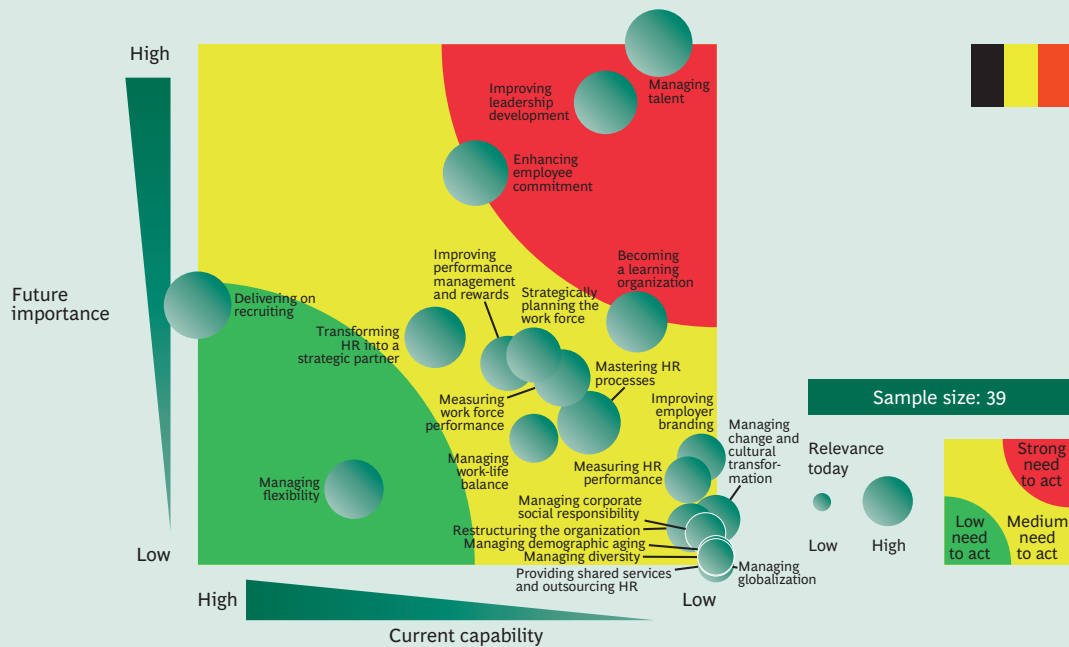 High
Future
importance
Low
Managing
talent
Improving
leadership
development
Enhancing
employee
commitment
Becoming
a learning
organization
Improving
performance
management
and rewards
Strategically
planning the
work force
Delivering on
recruiting
Transforming
HR into a
strategic partner
Mastering HR
processes
Measuring
work force
performance
Improving
employer
branding
Managing
change and
cultural
transfor-
mation
Managing
work-life
balance
Measuring HR
performance
Managing
flexibility
Managing corporate
social responsibility
Restructuring the organization
Managing demographic aging
Managing diversity
Providing shared services
and outsourcing HR
Managing
globalization
High
Low
Current capability
Sample size: 39
Relevance
today
Low
High
Strong
need
to act
Low
need
to act
Medium
need
to act